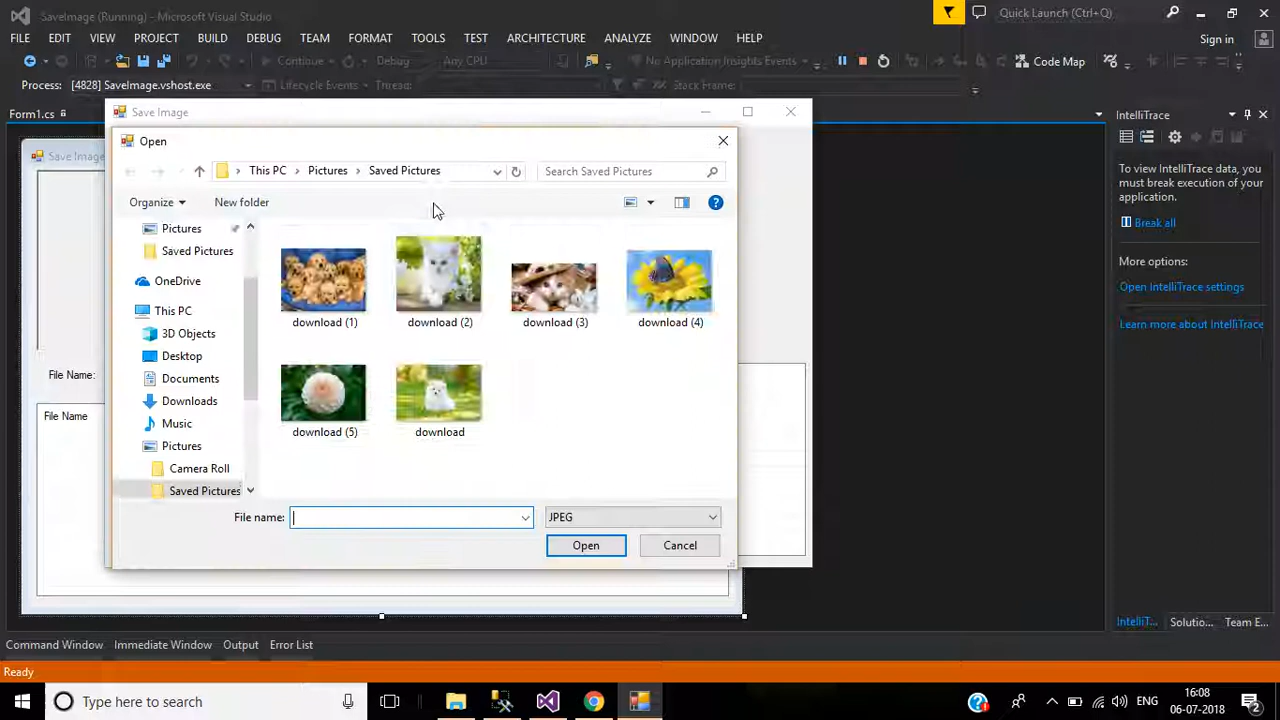 SaveImage (Running) - Microsoft Visual Studio
Quick Launch (Ctrl+Q)
FILE EDIT VIEW PROJECT BUILD DEBUG TEAM FORMAT TOOLS TEST ARCHITECTURE ANALYZE WINDOW HELP
Sign in
Continue Debug Any CPU No Application Insights Events Code Map
Process: [4828] SaveImage.vshost.exe Lifecycle Events Thread: Stack Frame:
Form1.cs
Save Image
IntelliTrace
Save Image
Open
To view IntelliTrace data, you must break execution of your application.
Break all
More options:
Open IntelliTrace settings
Learn more about IntelliTrace
This PC > Pictures > Saved Pictures
Search Saved Pictures
Organize New folder
Pictures
Saved Pictures
OneDrive
This PC
3D Objects
Desktop
Documents
Downloads
Music
Pictures
Camera Roll
Saved Pictures
download (1) download (2) download (3) download (4)
download (5) download
File Name:
File Name
File name: JPEG
Open Cancel
IntelliT... Solutio... Team E...
Command Window Immediate Window Output Error List
Ready
Type here to search
ENG
16:08
06-07-2018
2